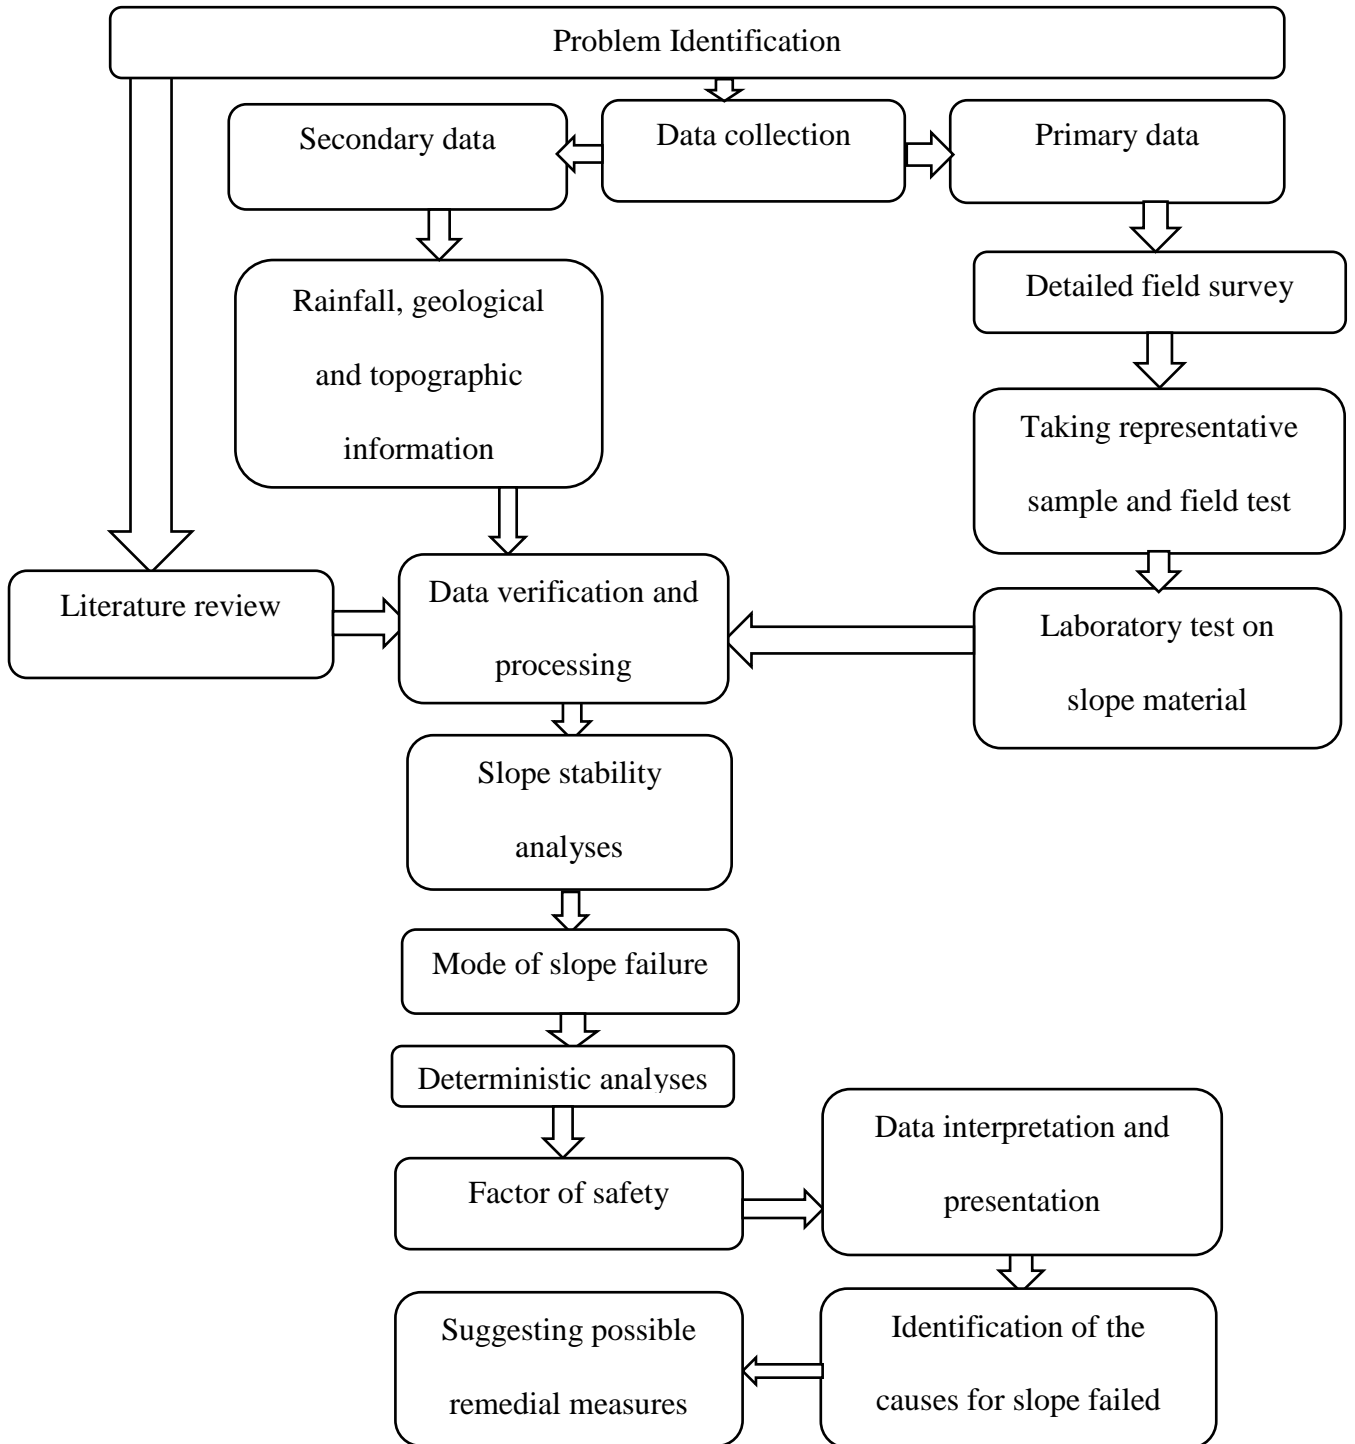 Problem Identification
Secondary data
Data collection
Primary data
Rainfall, geological
and topographic
information
Detailed field survey
Taking representative
sample and field test
Literature review
Data verification and
processing
Laboratory test on
slope material
Slope stability
analyses
Mode of slope failure
Deterministic analyses
Factor of safety
Data interpretation and
presentation
Identification of the
causes for slope failed
Suggesting possible
remedial measures